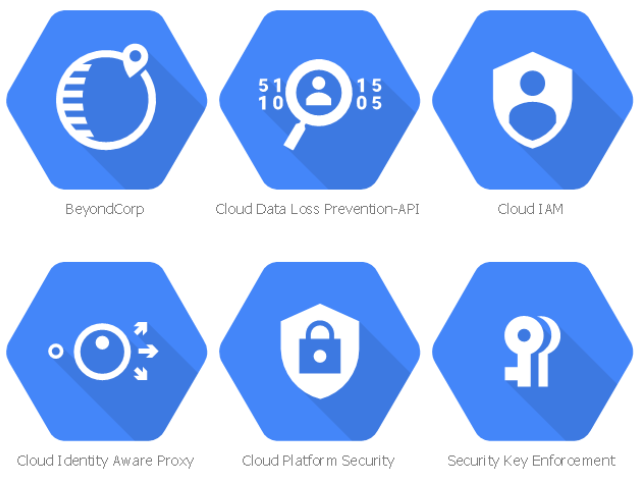 51 15
10 05
BeyondCorp
Cloud Data Loss Prevention-API
Cloud IAM
Cloud Identity Aware Proxy
Cloud Platform Security
Security Key Enforcement